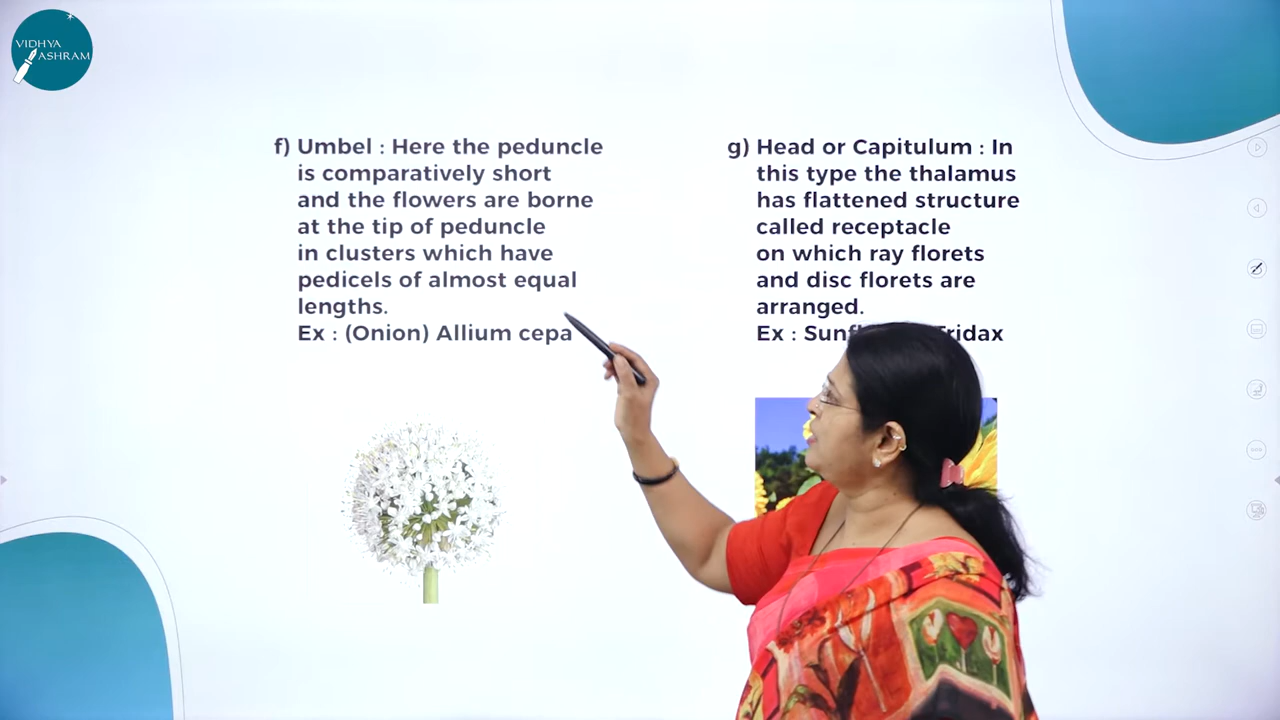 VIDHYA
ASHRAM
f) Umbel : Here the peduncle
is comparatively short
and the flowers are borne
at the tip of peduncle
in clusters which have
pedicels of almost equal
lengths.
Ex : (Onion) Allium cepa
g) Head or Capitulum : In
this type the thalamus
has flattened structure
called receptacle
on which ray florets
and disc florets are
arranged.
Ex :